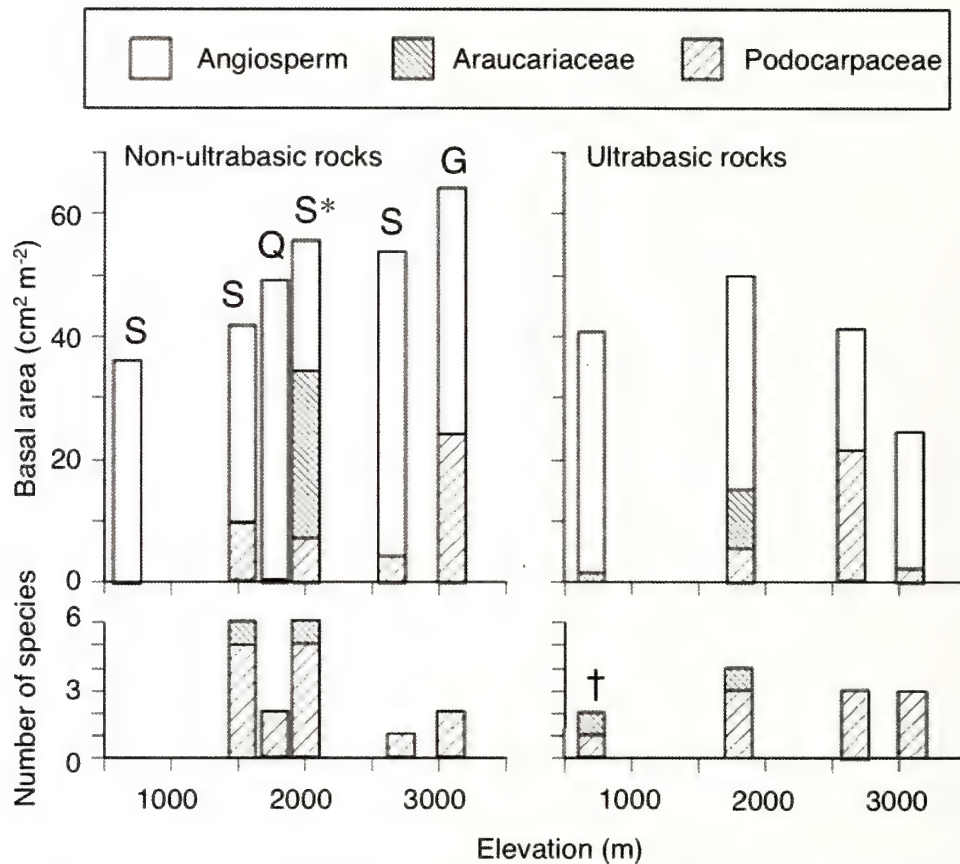 Angiosperm Araucariaceae Podocarpaceae
Non-ultrabasic rocks
Ultrabasic rocks
Basal area (cm² m⁻²)
60
40
20
0
S
S
Q
S*
S
G
Number of species
6
3
0
†
1000 2000 3000
1000 2000 3000
Elevation (m)